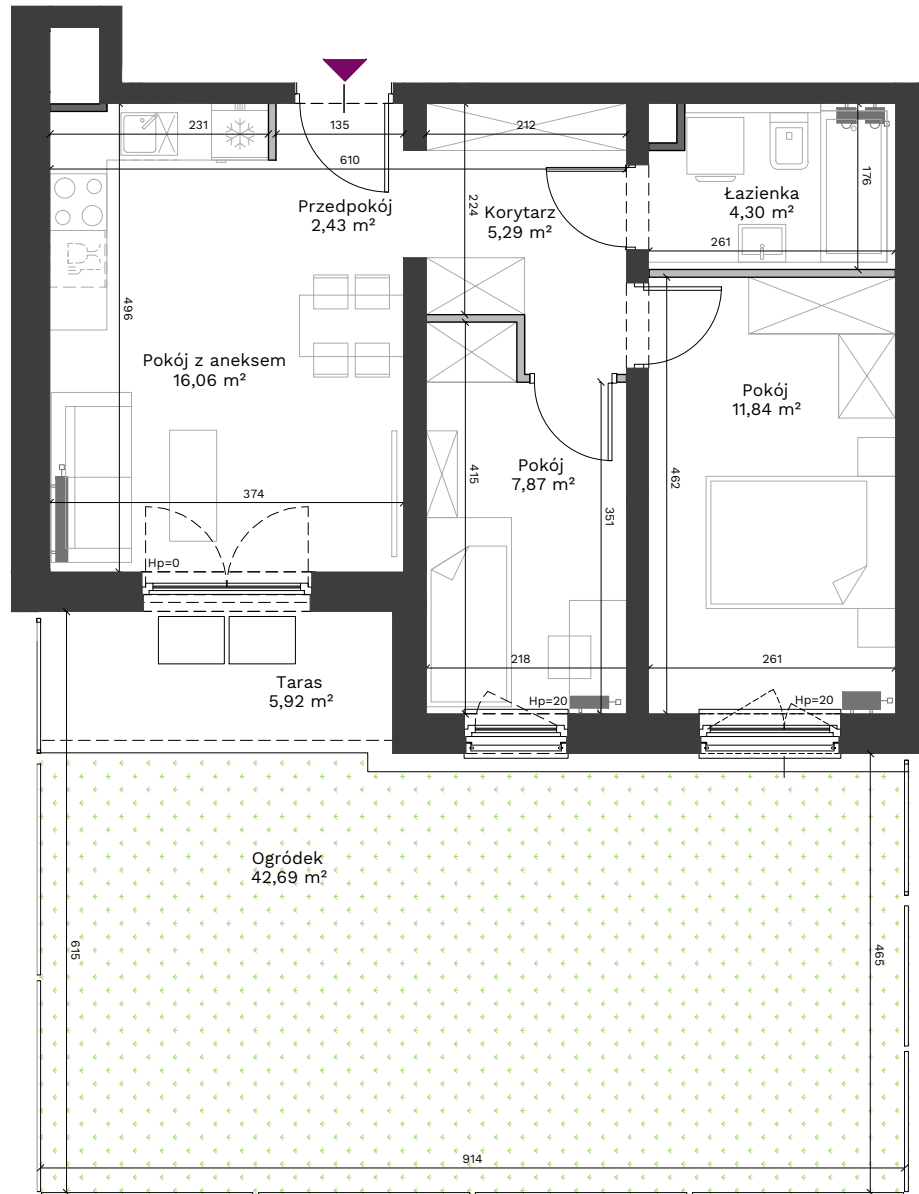 231
135
212
610
Przedpokój
2,43 m²
224
Korytarz
5,29 m²
Łazienka
4,30 m²
176
261
496
Pokój z aneksem
16,06 m²
Pokój
11,84 m²
415
Pokój
7,87 m²
462
351
374
Hp=0
218
261
Hp=20
Hp=20
Taras
5,92 m²
Ogródek
42,69 m²
615
465
914